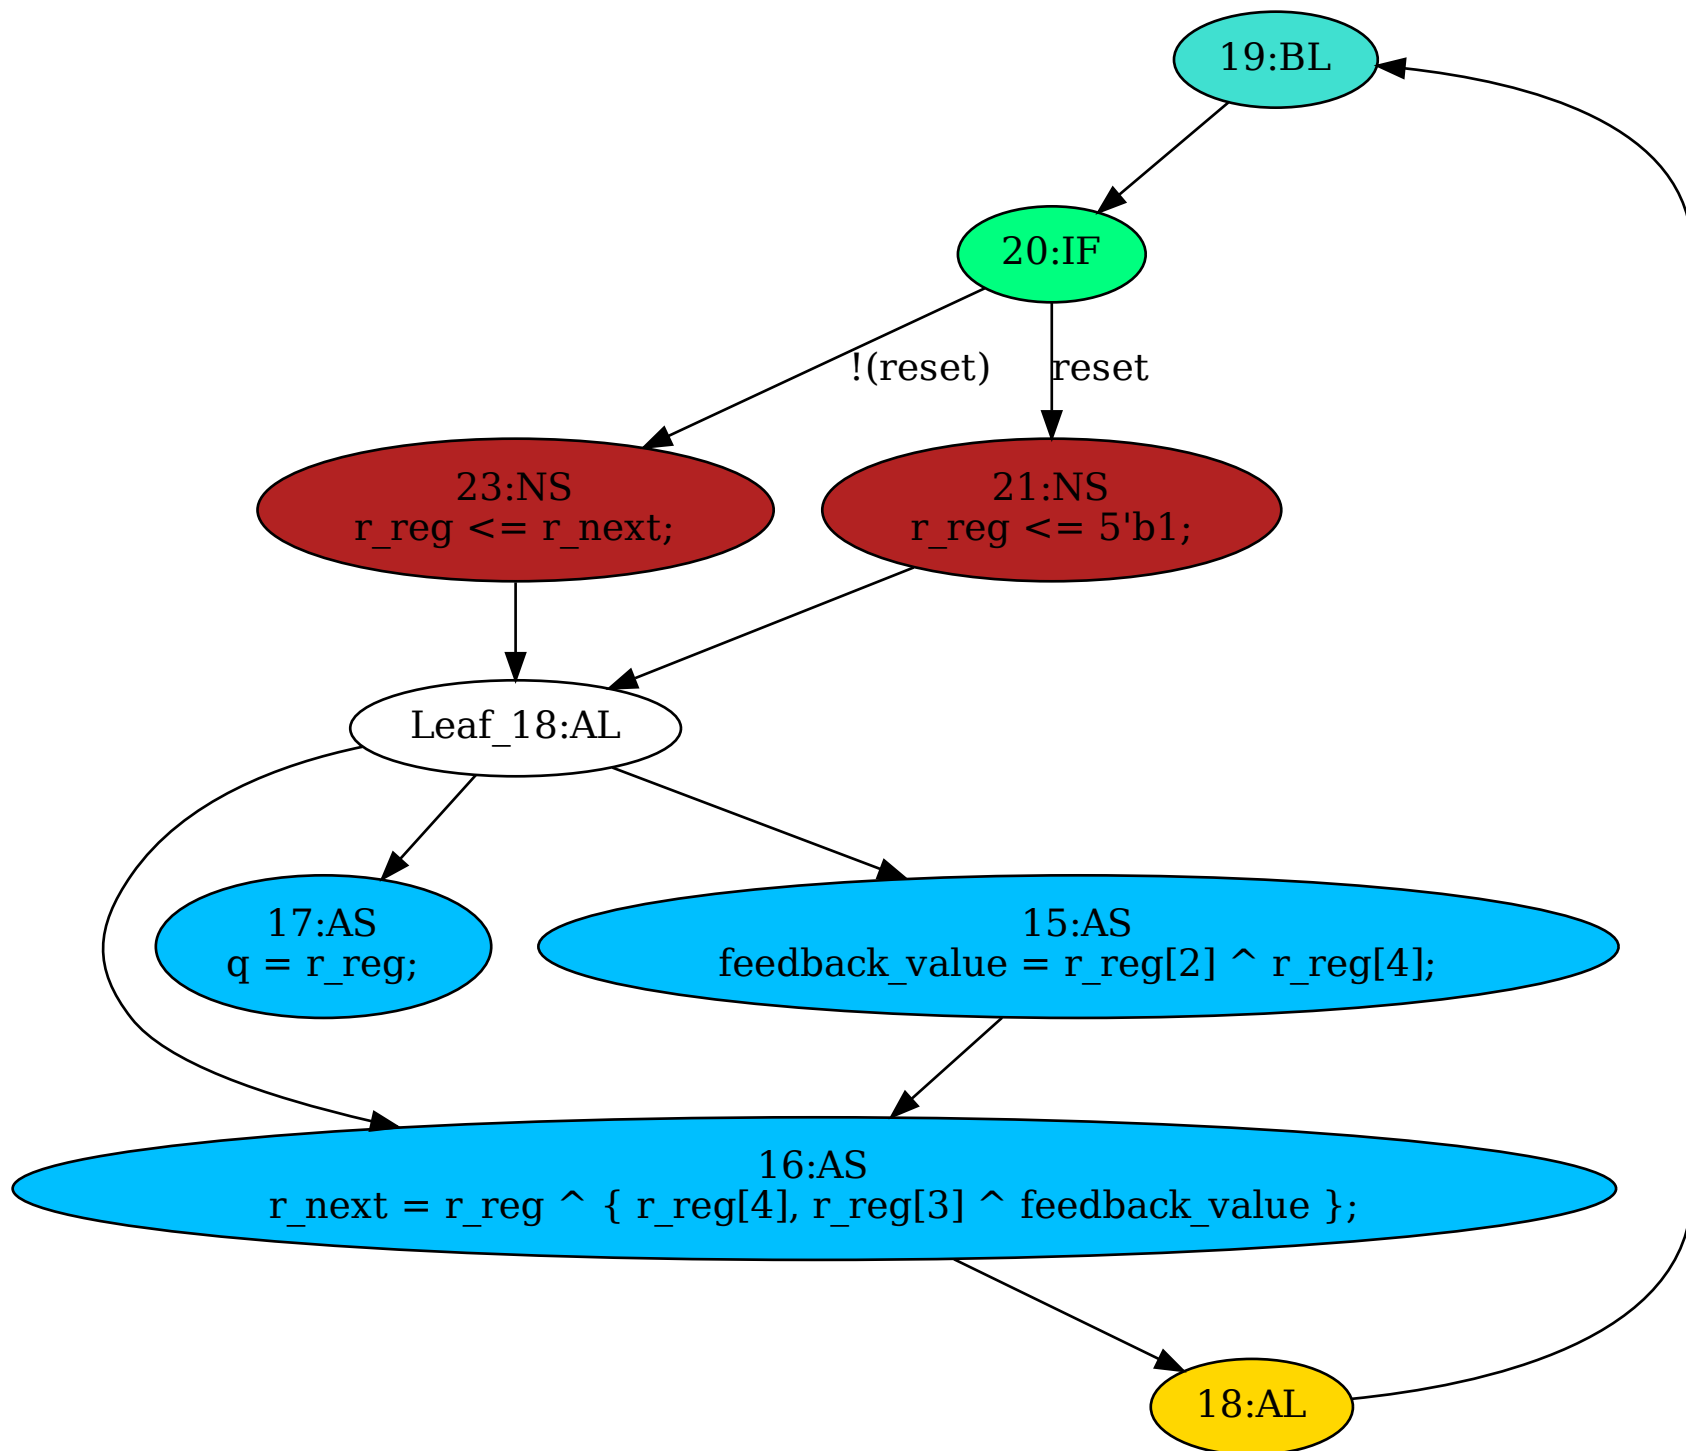 19:BL
20:IF
!(reset)
reset
23:NS
r_reg <= r_next;
21:NS
r_reg <= 5'b1;
Leaf_18:AL
17:AS
q = r_reg;
15:AS
feedback_value = r_reg[2] ^ r_reg[4];
16:AS
r_next = r_reg ^ { r_reg[4], r_reg[3] ^ feedback_value };
18:AL